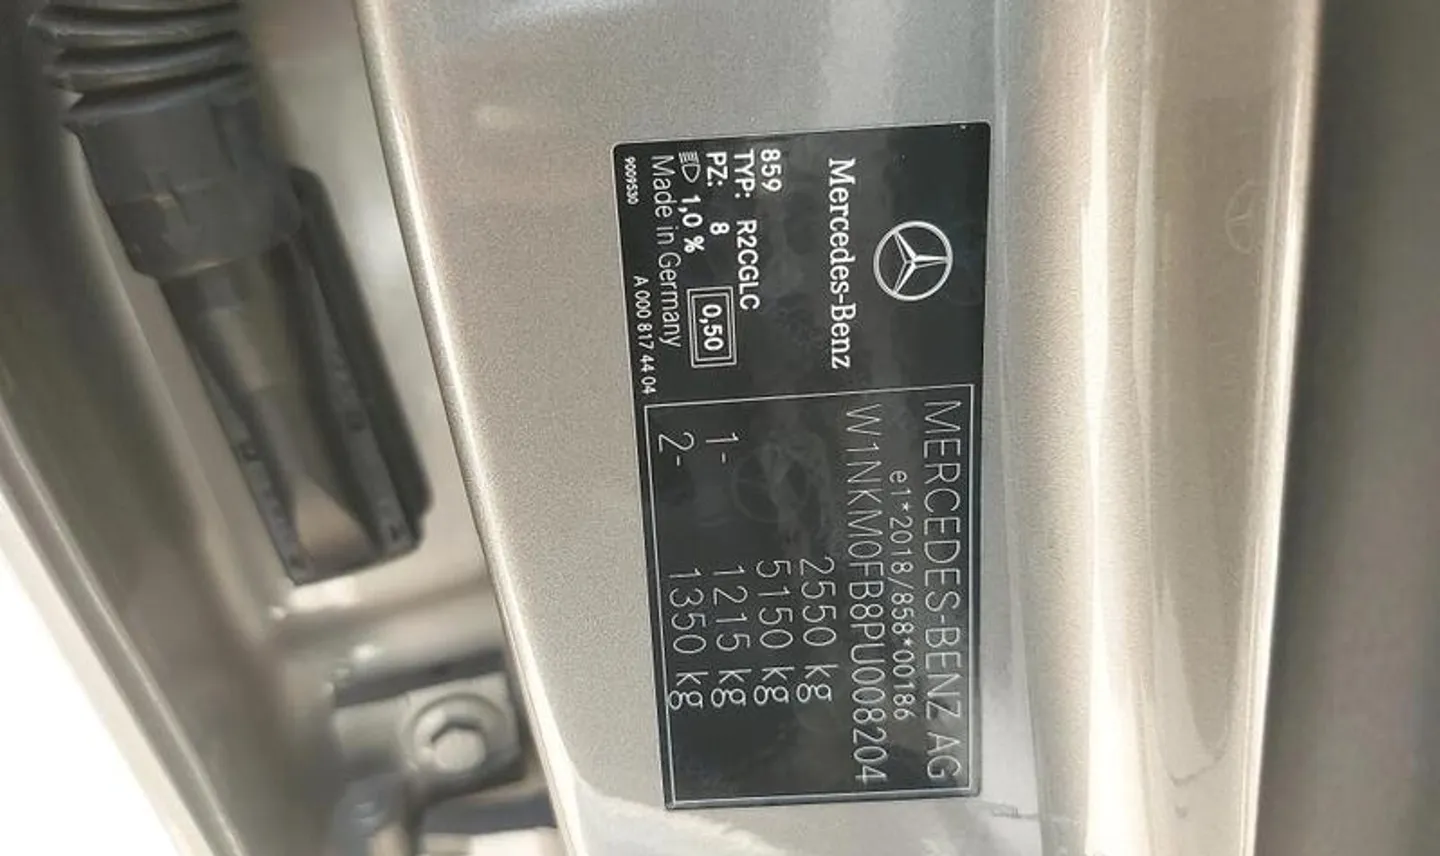 Mercedes-Benz
859
TYP: R2CGLC
PZ: 8
0,50
1,0 %
Made in Germany
9009530
A 000 817 44 04
MERCEDES-BENZ AG
e1*2018/858*00186
W1NKM0FB8PU008204
2550 kg
5150 kg
1- 1215 kg
2- 1350 kg